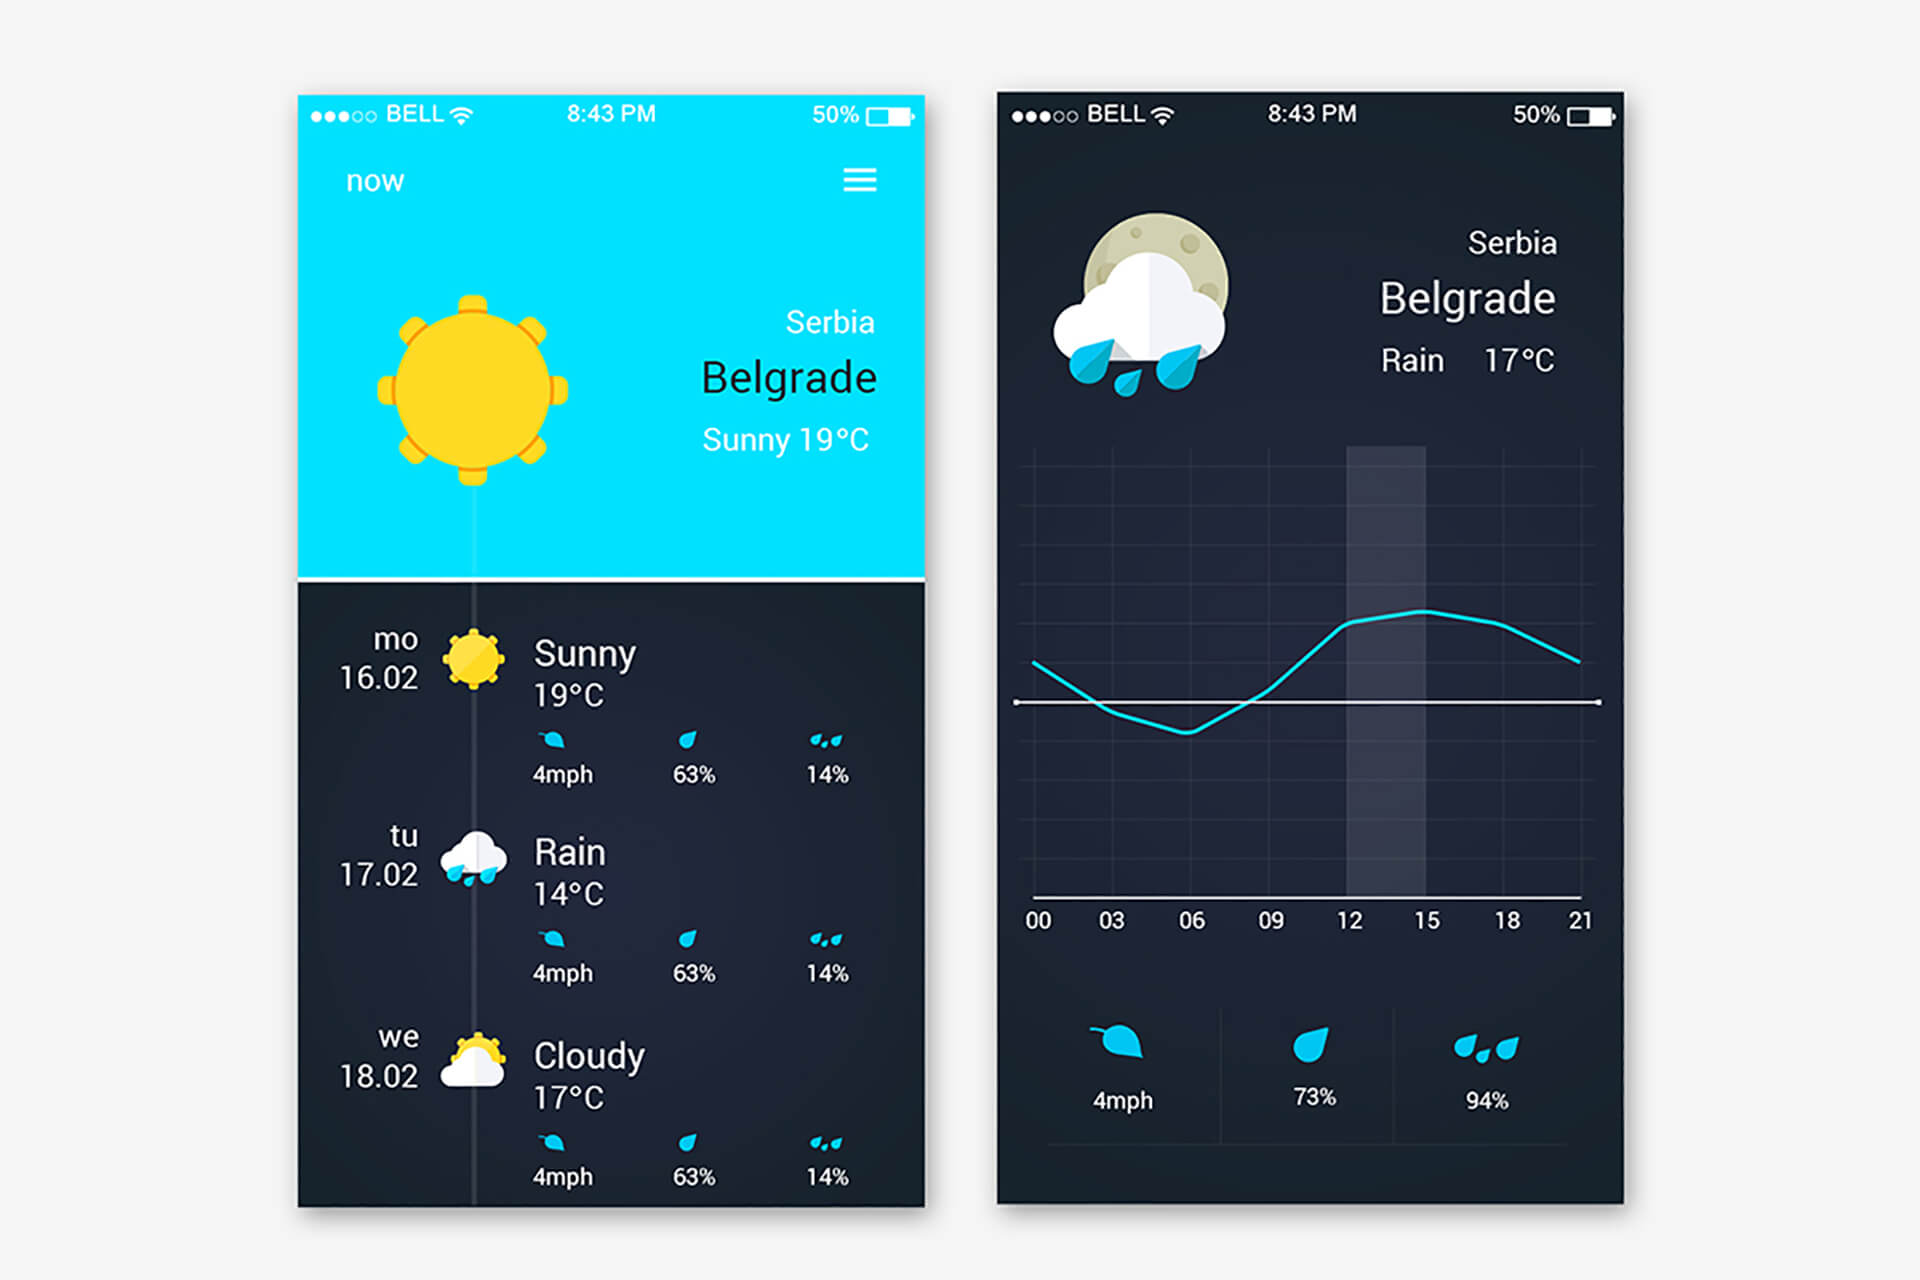 BELL 8:43 PM 50%
now
Serbia
Belgrade
Sunny 19°C
mo
16.02
Sunny
19°C
4mph 63% 14%
tu
17.02
Rain
14°C
4mph 63% 14%
we
18.02
Cloudy
17°C
4mph 63% 14%
BELL 8:43 PM 50%
Serbia
Belgrade
Rain 17°C
00 03 06 09 12 15 18 21
4mph 73% 94%